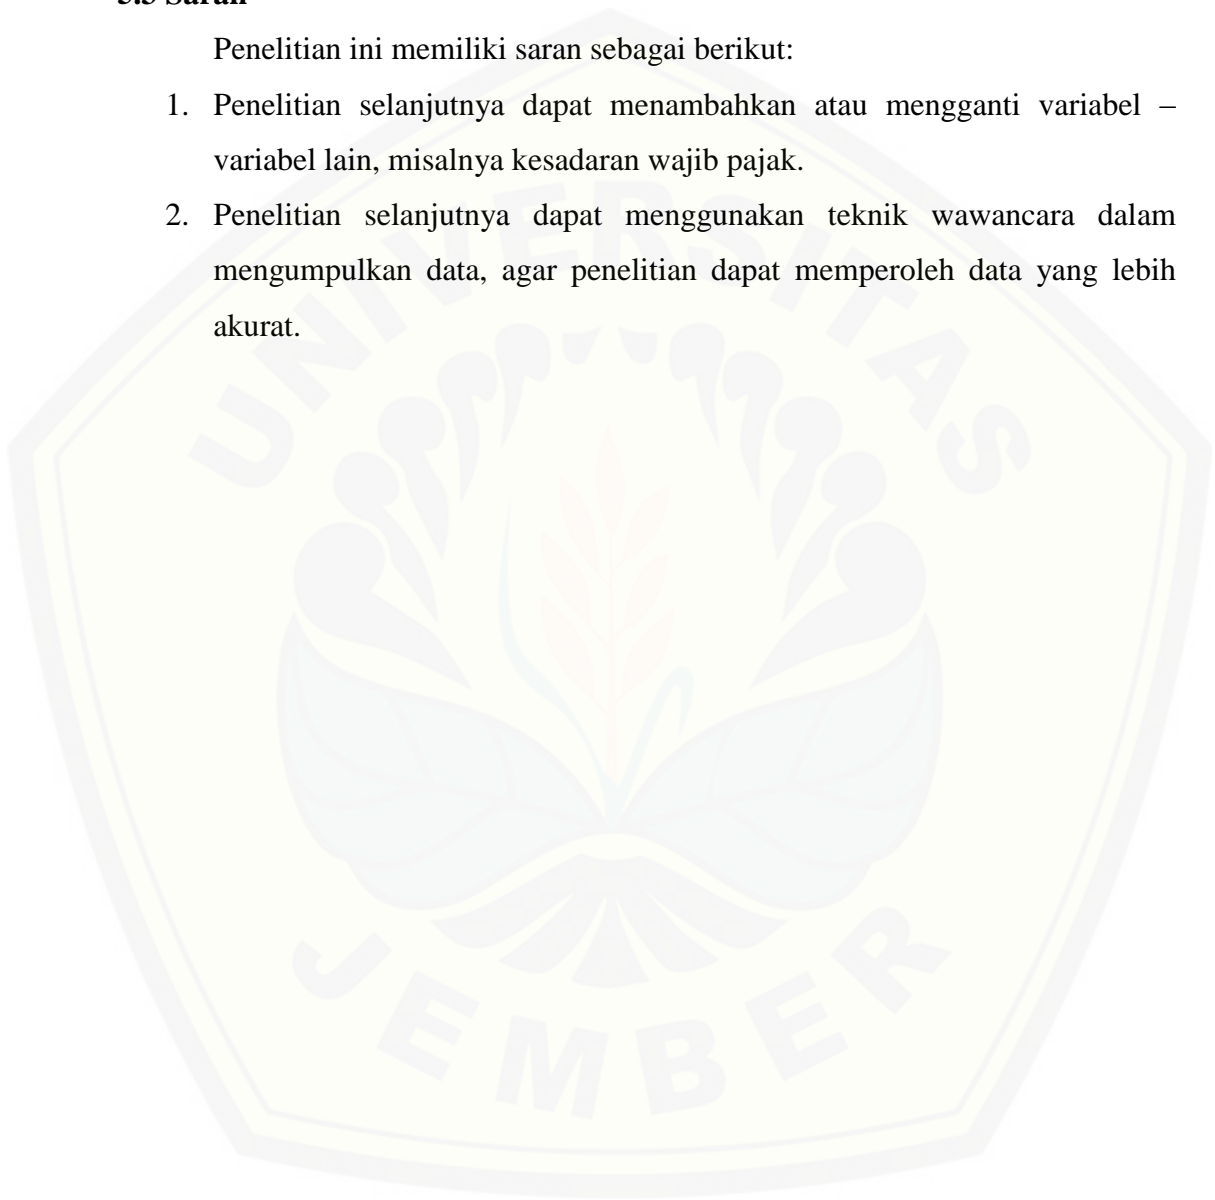 Penelitian ini memiliki saran sebagai berikut:
1. Penelitian selanjutnya dapat menambahkan atau mengganti variabel –
variabel lain, misalnya kesadaran wajib pajak.
2. Penelitian selanjutnya dapat menggunakan teknik wawancara dalam
mengumpulkan data, agar penelitian dapat memperoleh data yang lebih
akurat.
UNIVERSITAS
JEMBER